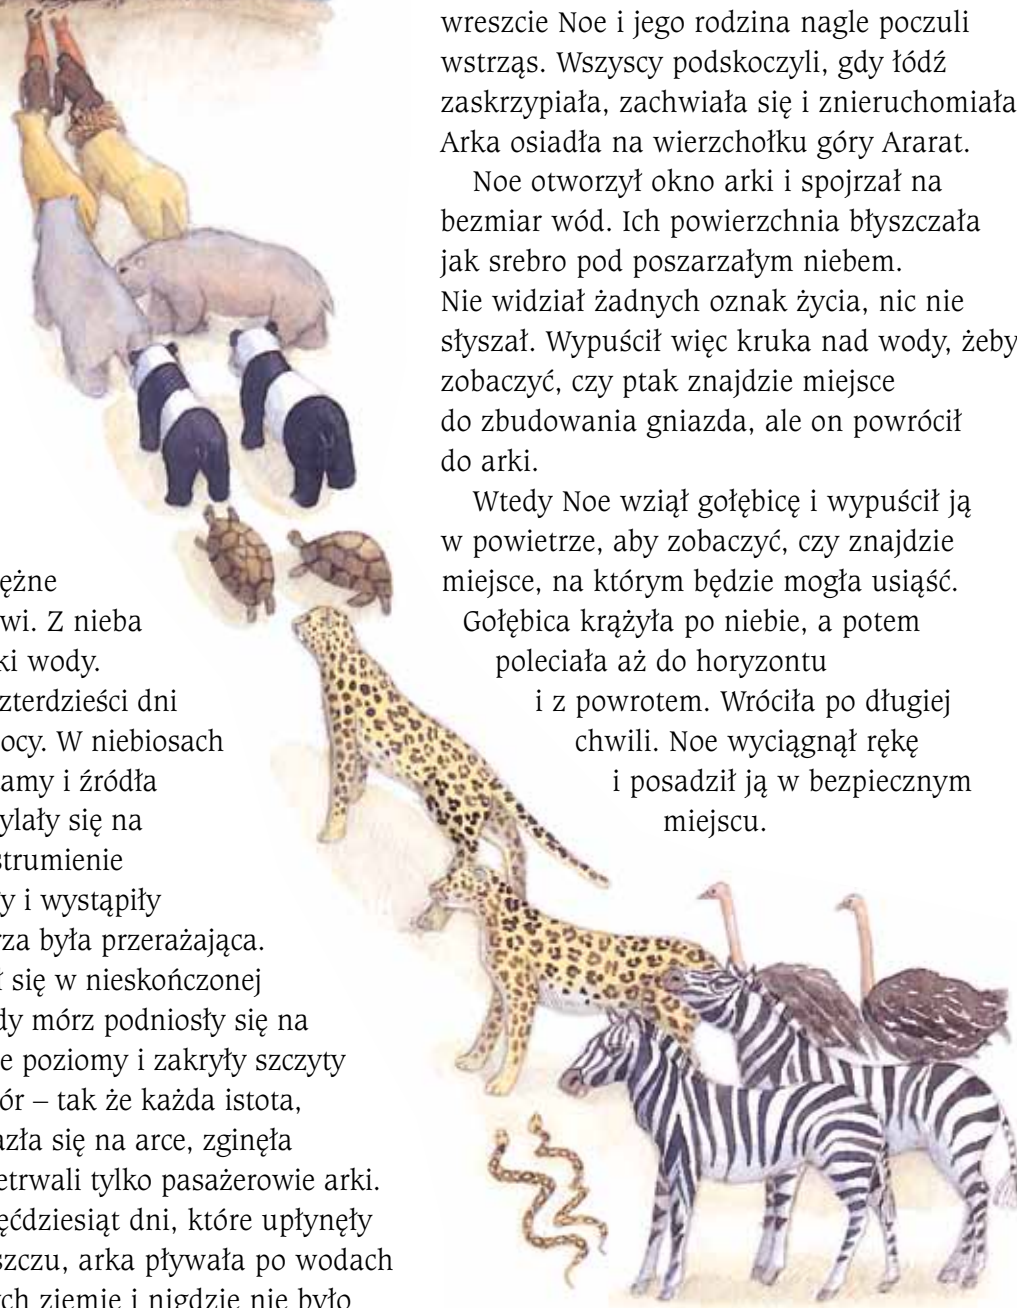 ężne
wi. Z nieba
ki wody.
zterdzieści dni
ocy. W niebiosach
amy i źródła
ylały się na
strumienie
y i wystąpiły
rza była przerażająca.
ł się w nieskończonej
dy mórz podniosły się na
e poziomy i zakryły szczyty
ór – tak że każda istota,
azła się na arce, zginęła
etrwali tylko pasażerowie arki.
ęćdziesiąt dni, które upłynęły
szczu, arka pływała po wodach
ch ziemię i nigdzie nie było
wreszcie Noe i jego rodzina nagle poczuli
wstrząs. Wszyscy podskoczyli, gdy łódź
zaskrzypiała, zachwiała się i znieruchomiała
Arka osiadła na wierzchołku góry Ararat.
Noe otworzył okno arki i spojrzał na
bezmiar wód. Ich powierzchnia błyszczała
jak srebro pod poszarzałym niebem.
Nie widział żadnych oznak życia, nic nie
słyszał. Wypuścił więc kruka nad wody, żeby
zobaczyć, czy ptak znajdzie miejsce
do zbudowania gniazda, ale on powrócił
do arki.
Wtedy Noe wziął gołębicę i wypuścił ją
w powietrze, aby zobaczyć, czy znajdzie
miejsce, na którym będzie mogła usiąść.
Gołębica krążyła po niebie, a potem
poleciała aż do horyzontu
i z powrotem. Wróciła po długiej
chwili. Noe wyciągnął rękę
i posadził ją w bezpiecznym
miejscu.